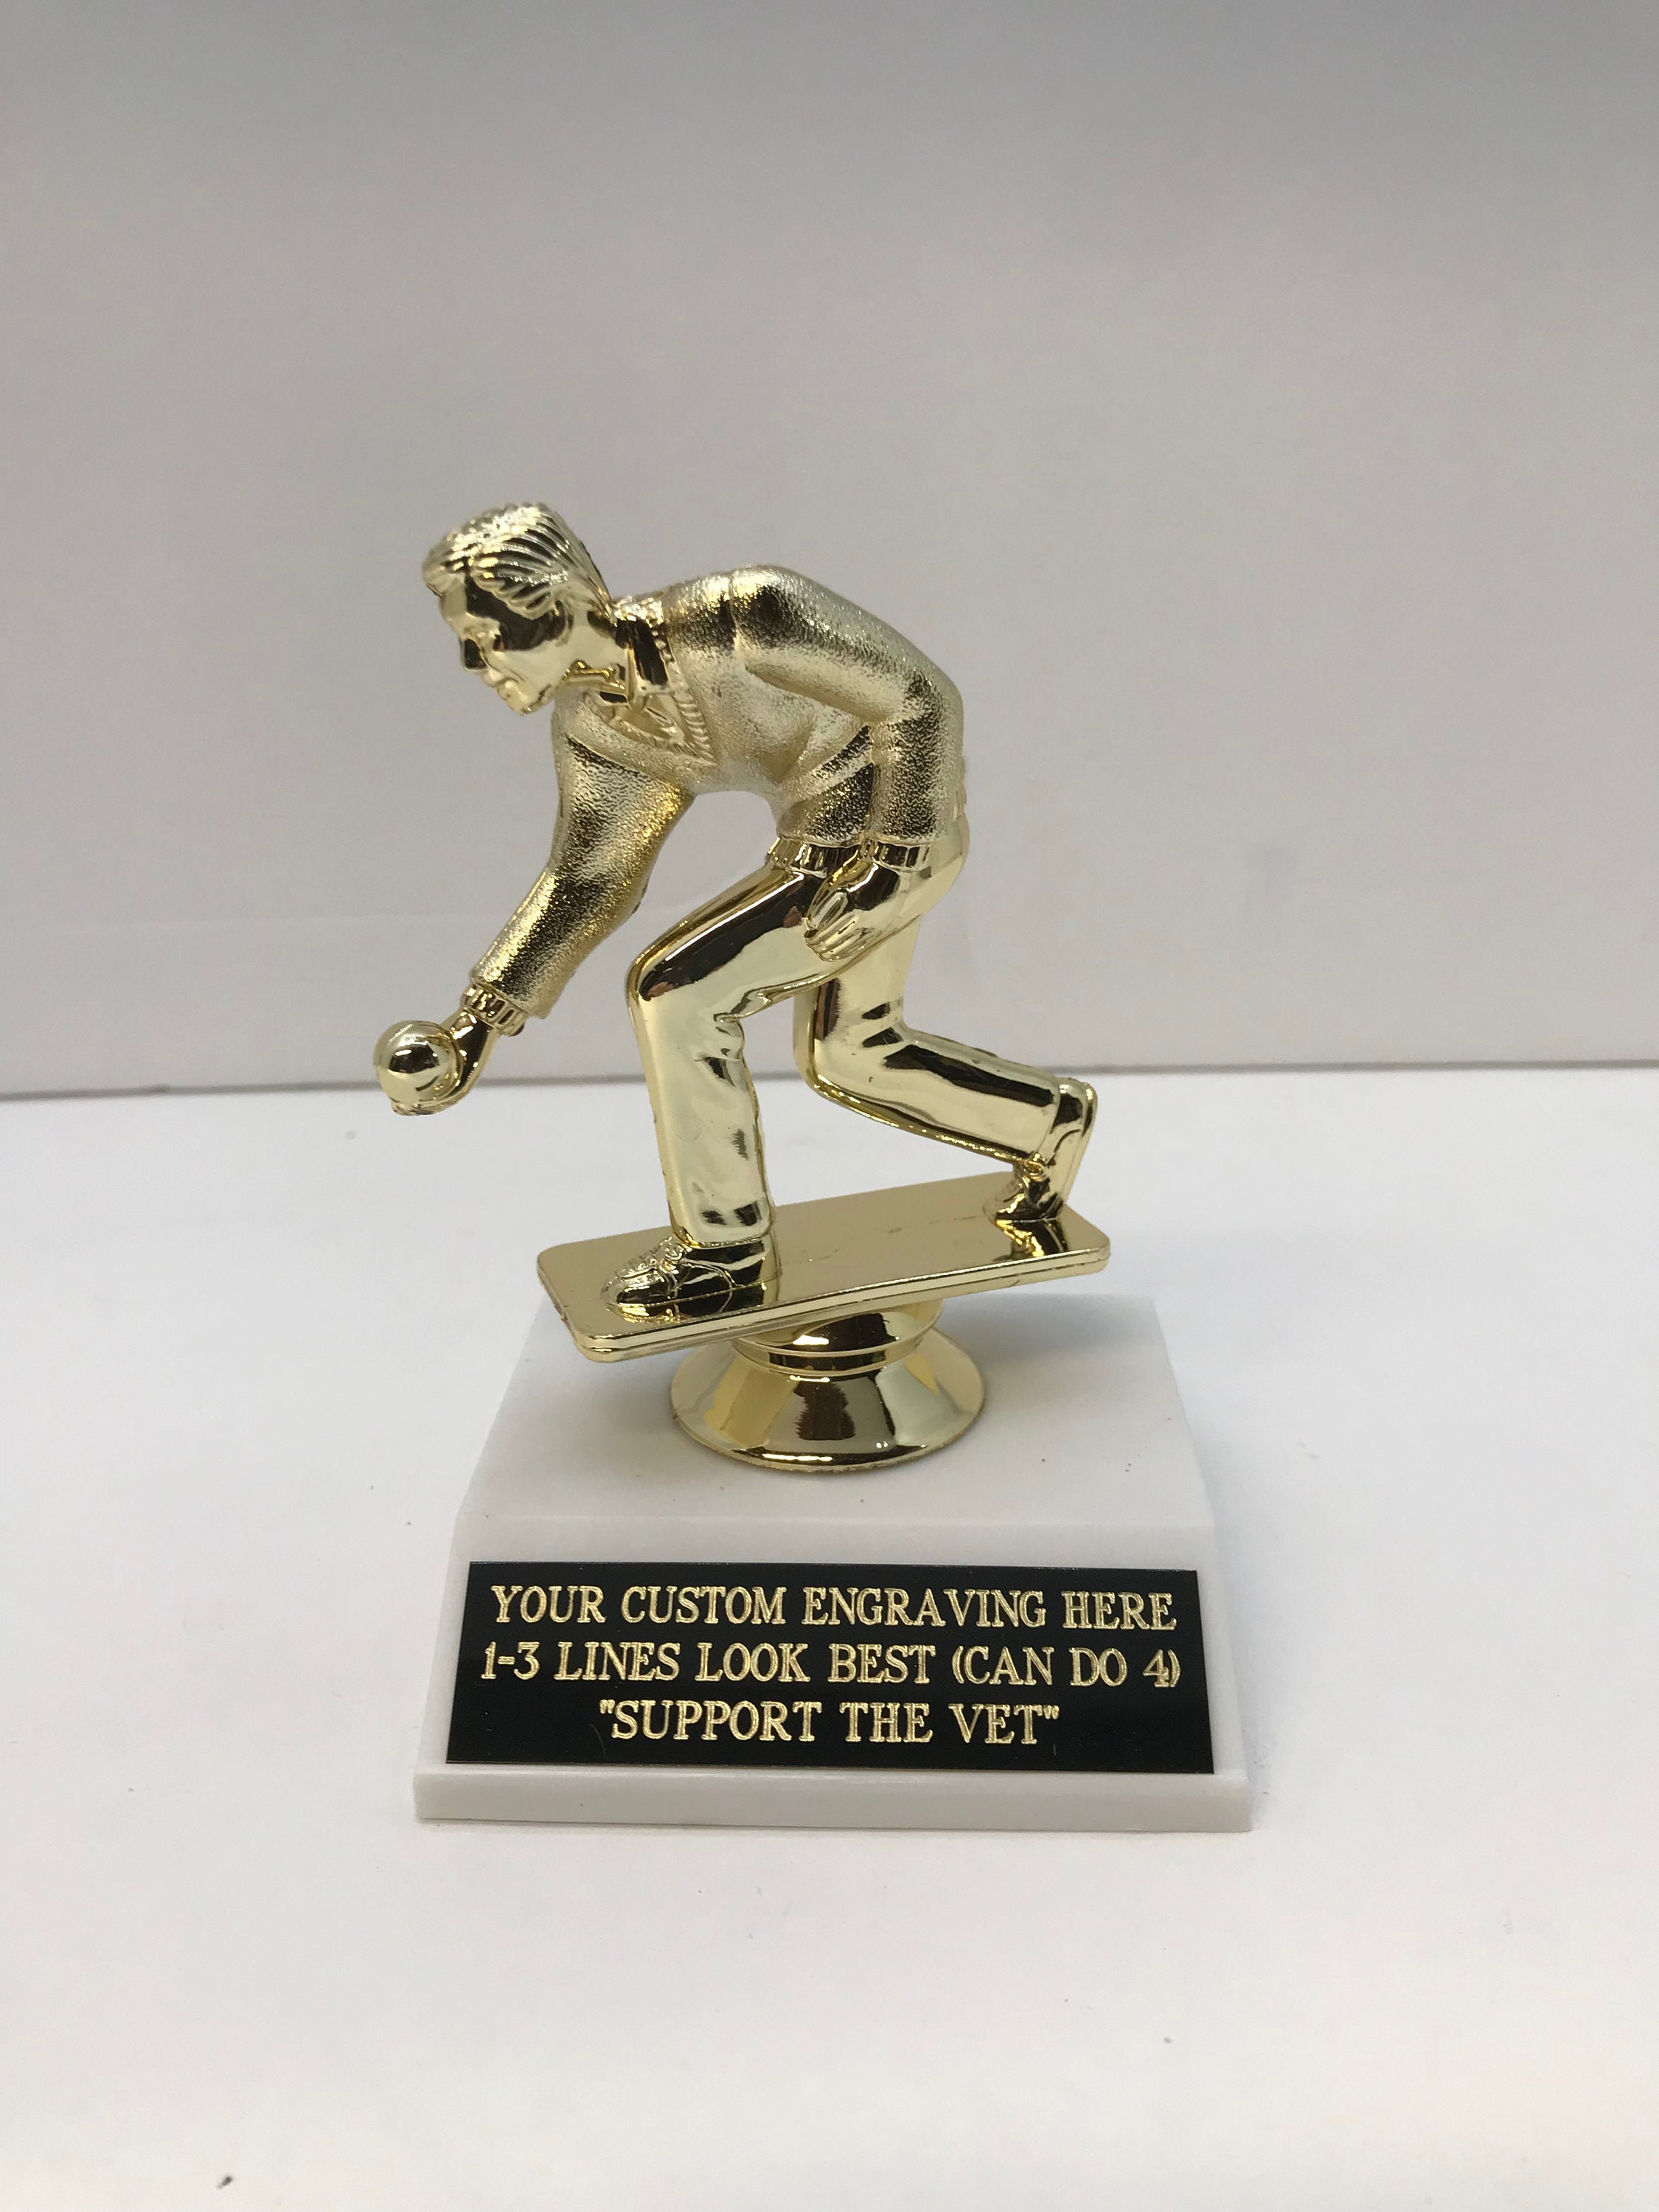 YOUR CUSTOM ENGRAVING HERE
1-3 LINES LOOK BEST (CAN DO 4)
"SUPPORT THE VET"